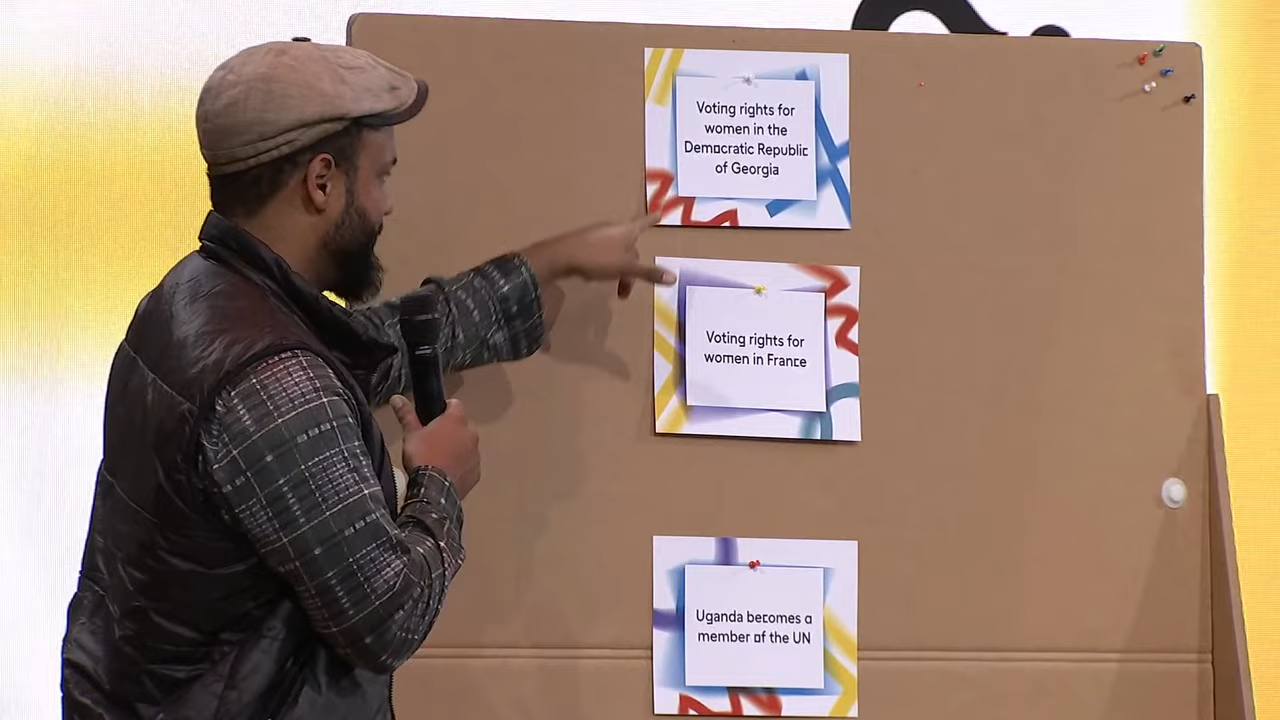 Voting rights for
women in the
Democratic Republic
of Georgia
Voting rights for
women in France
Uganda becomes a
member of the UN